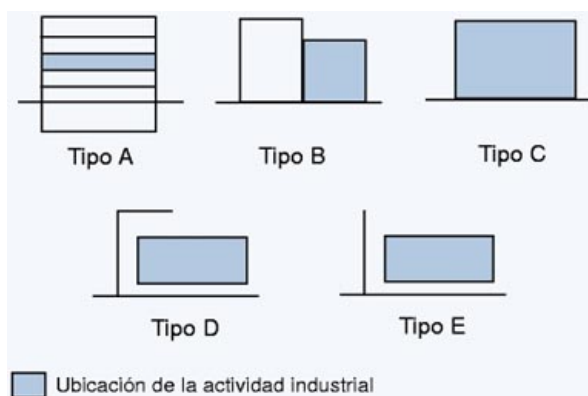 Tipo A
Tipo B
Tipo C
Tipo D
Tipo E
Ubicación de la actividad industrial